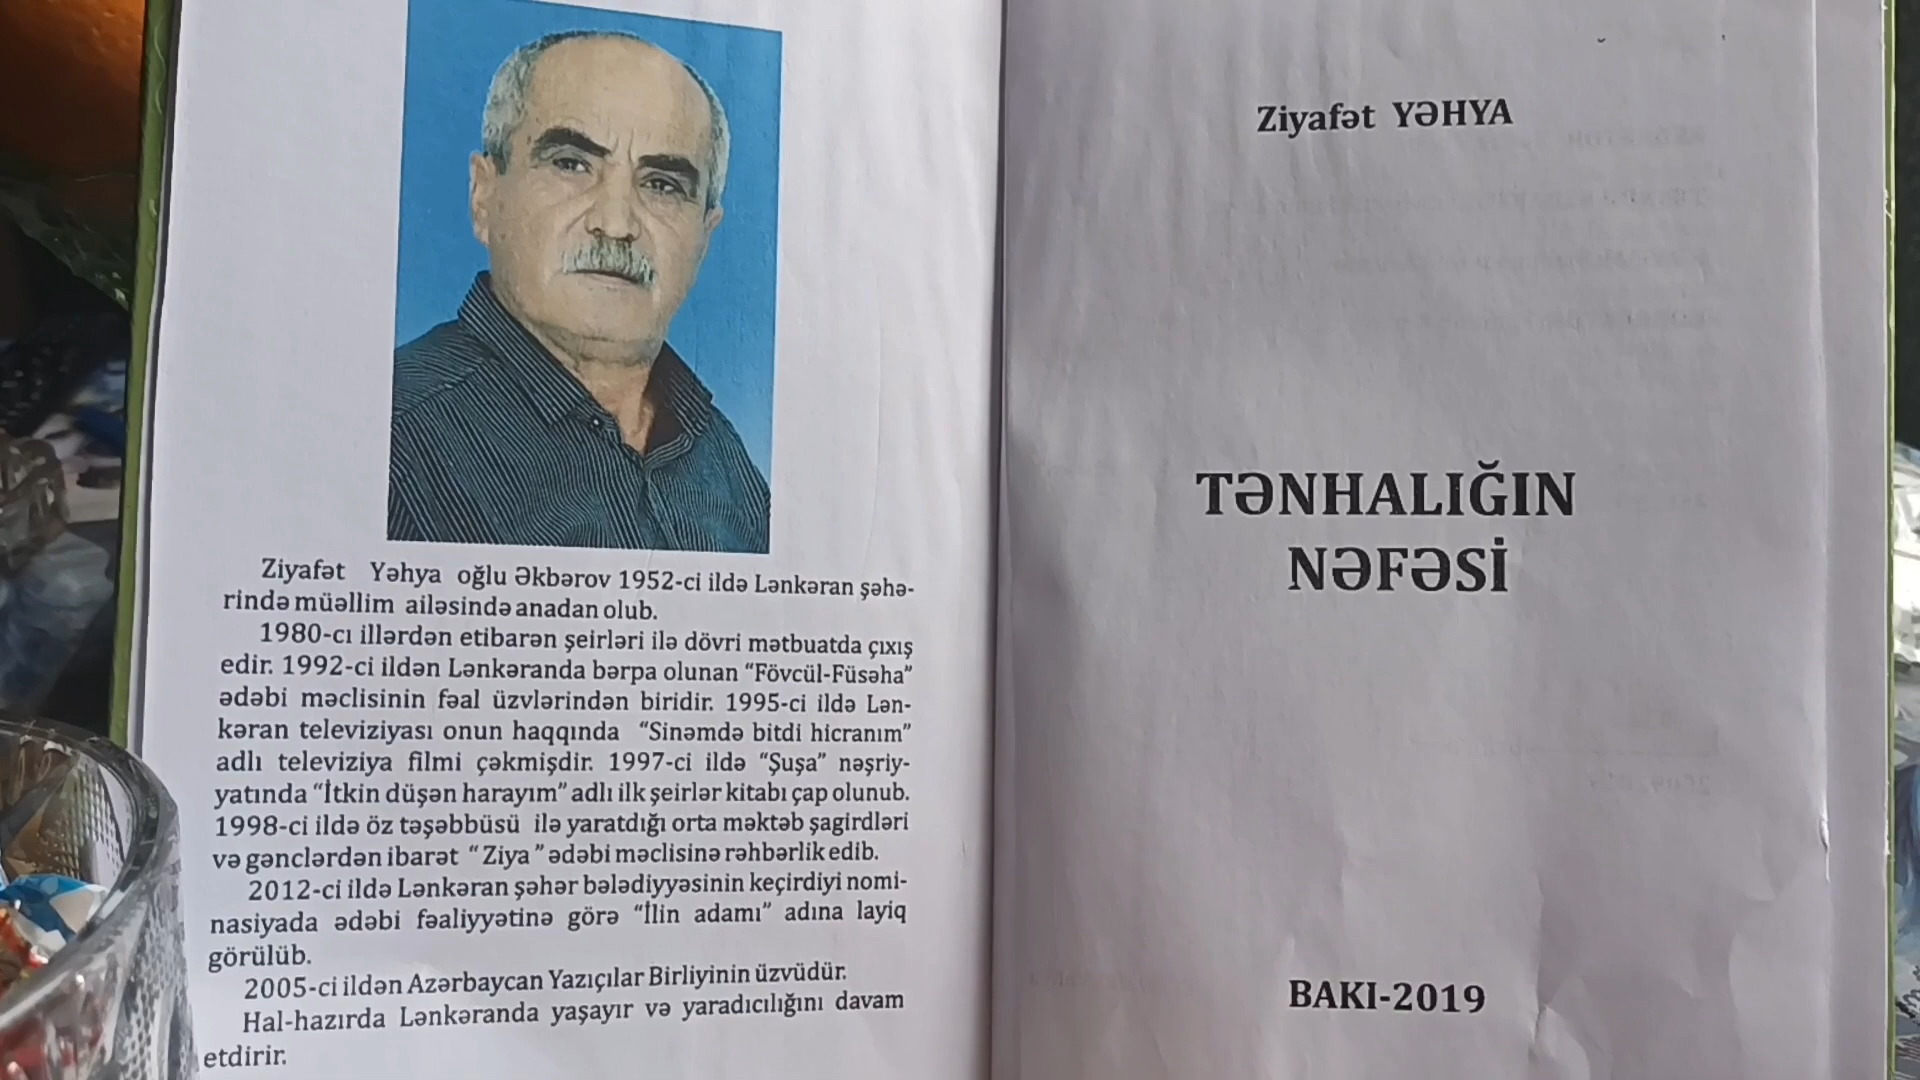 Ziyafət Yəhya oğlu Əkbərov 1952-ci ildə Lənkəran şəhə-
rində müəllim ailəsində anadan olub.
1980-cı illərdən etibarən şeirləri ilə dövri mətbuatda çıxış
edir. 1992-ci ildən Lənkəranda bərpa olunan “Fövcül-Füsəha”
ədəbi məclisinin fəal üzvlərindən biridir. 1995-ci ildə Lən-
kəran televiziyası onun haqqında “Sinəmdə bitdi hicranım”
adlı televiziya filmi çəkmişdir. 1997-ci ildə “Şuşa” nəşriy-
yatında “İtkin düşən harayım” adlı ilk şeirlər kitabı çap olunub.
1998-ci ildə öz təşəbbüsü ilə yaratdığı orta məktəb şagirdləri
və gənclərdən ibarət “ Ziya ” ədəbi məclisinə rəhbərlik edib.
2012-ci ildə Lənkəran şəhər bələdiyyəsinin keçirdiyi nomi-
nasiyada ədəbi fəaliyyətinə görə “İlin adamı” adına layiq
görülüb.
2005-ci ildən Azərbaycan Yazıçılar Birliyinin üzvüdür.
Hal-hazırda Lənkəranda yaşayır və yaradıcılığını davam
etdirir.
Ziyafət YƏHYA
TƏNHALIĞIN
NƏFƏSİ
BAKI-2019